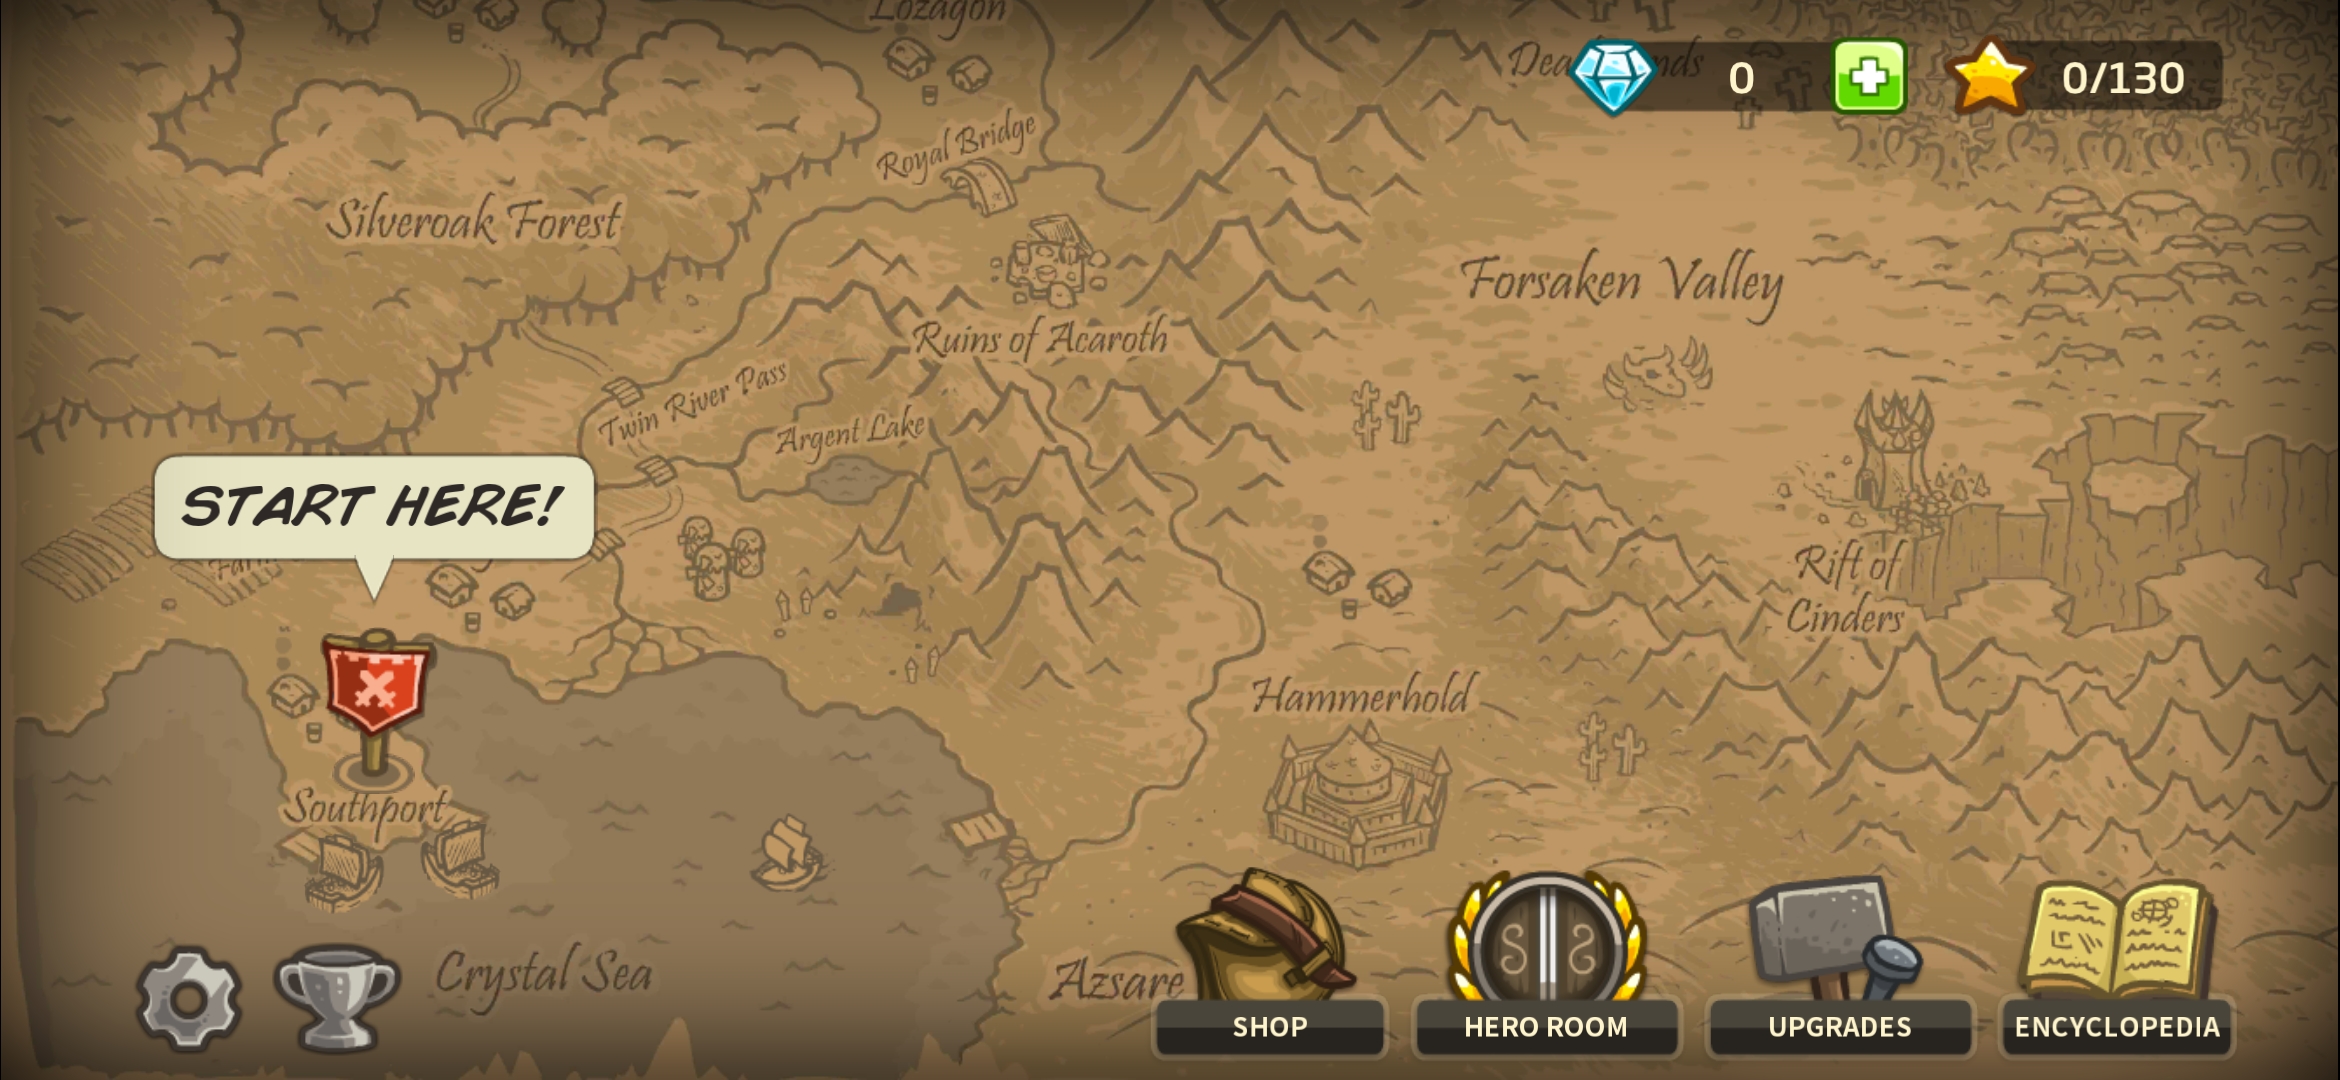 Lozagon
0
0/130
Royal Bridge
Silveroak Forest
Forsaken Valley
Ruins of Acaroth
Twin River Pass
Argent Lake
START HERE!
Rift of
Cinders
Hammerhold
Southport
Crystal Sea
Azsare
SHOP
HERO ROOM
UPGRADES
ENCYCLOPEDIA